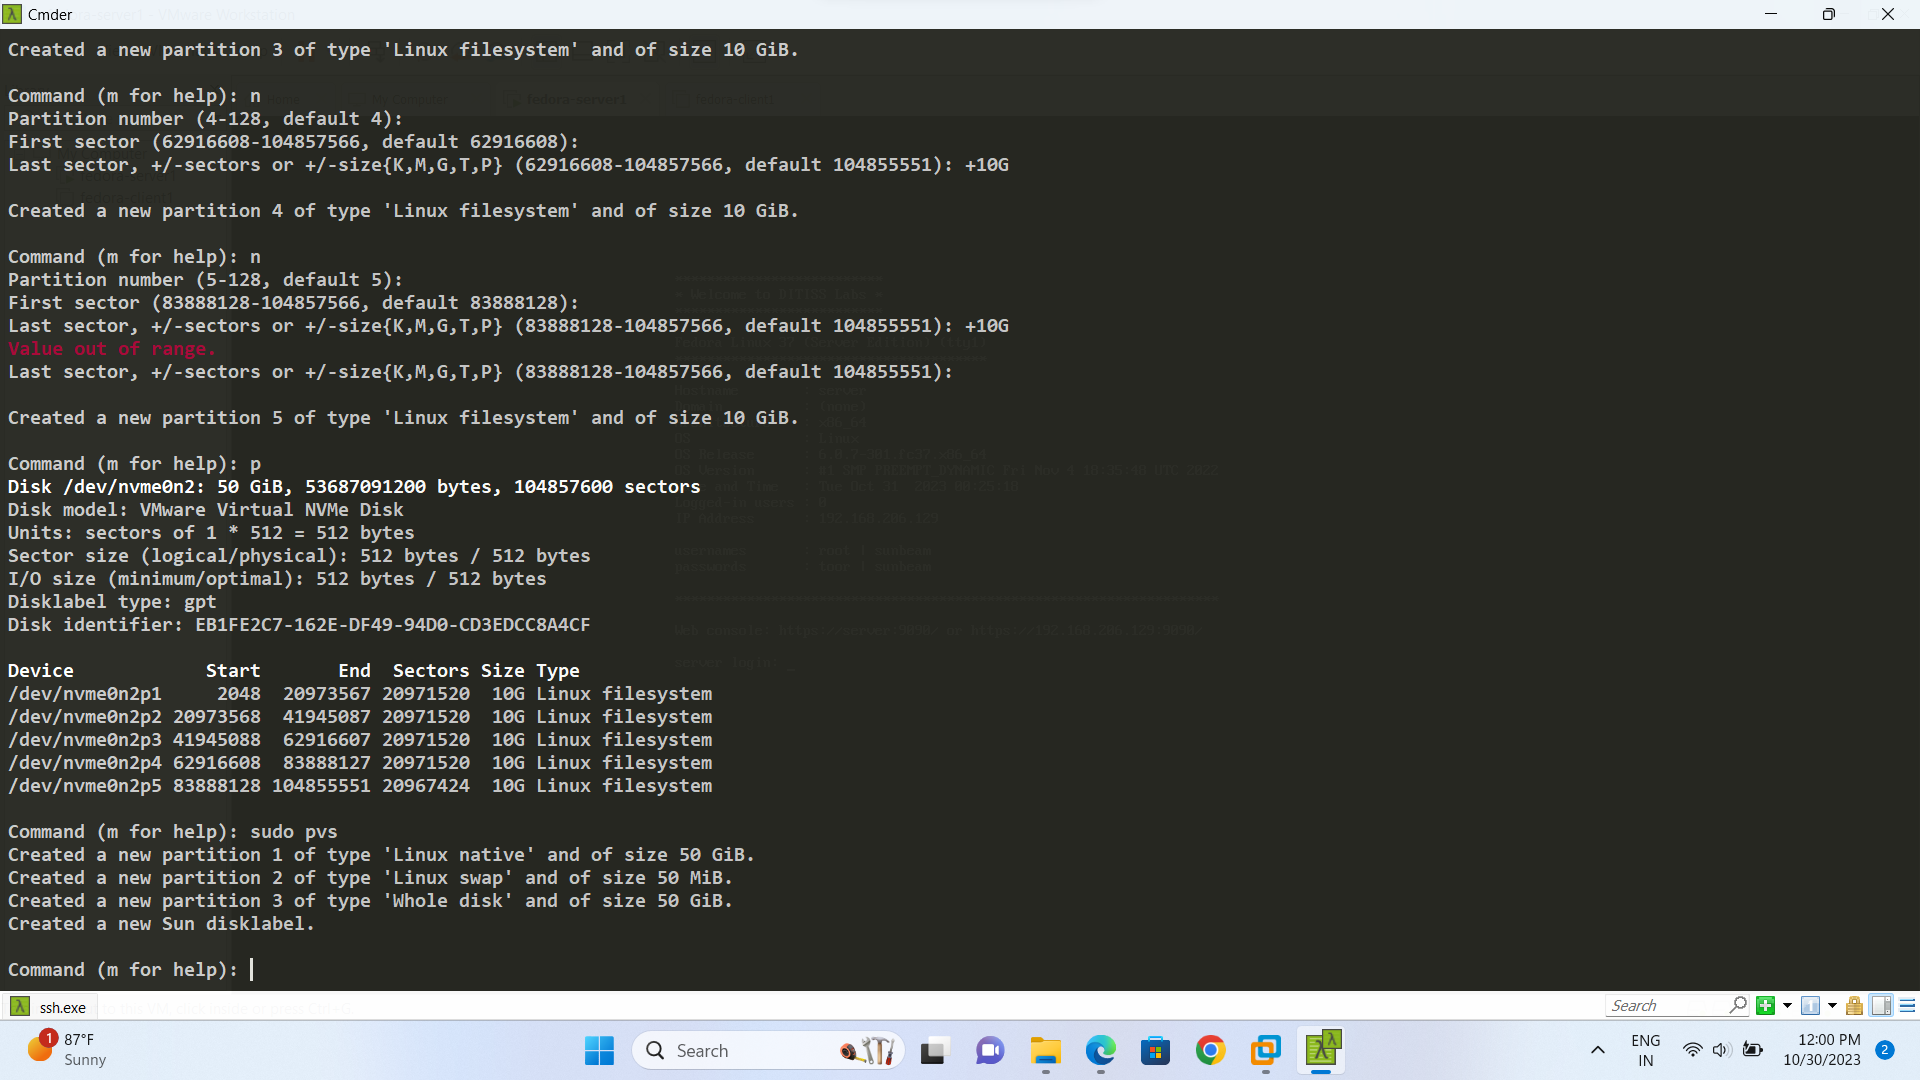 Cmder
Created a new partition 3 of type 'Linux filesystem' and of size 10 GiB.
Command (m for help): n
Partition number (4-128, default 4):
First sector (62916608-104857566, default 62916608):
Last sector, +/-sectors or +/-size{K,M,G,T,P} (62916608-104857566, default 104855551): +10G
Created a new partition 4 of type 'Linux filesystem' and of size 10 GiB.
Command (m for help): n
Partition number (5-128, default 5):
First sector (83888128-104857566, default 83888128):
Last sector, +/-sectors or +/-size{K,M,G,T,P} (83888128-104857566, default 104855551): +10G
Value out of range.
Last sector, +/-sectors or +/-size{K,M,G,T,P} (83888128-104857566, default 104855551):
Created a new partition 5 of type 'Linux filesystem' and of size 10 GiB.
Command (m for help): p
Disk /dev/nvme0n2: 50 GiB, 53687091200 bytes, 104857600 sectors
Disk model: VMware Virtual NVMe Disk
Units: sectors of 1 * 512 = 512 bytes
Sector size (logical/physical): 512 bytes / 512 bytes
I/O size (minimum/optimal): 512 bytes / 512 bytes
Disklabel type: gpt
Disk identifier: EB1FE2C7-162E-DF49-94D0-CD3EDCC8A4CF
Device Start End Sectors Size Type
/dev/nvme0n2p1 2048 20973567 20971520 10G Linux filesystem
/dev/nvme0n2p2 20973568 41945087 20971520 10G Linux filesystem
/dev/nvme0n2p3 41945088 62916607 20971520 10G Linux filesystem
/dev/nvme0n2p4 62916608 83888127 20971520 10G Linux filesystem
/dev/nvme0n2p5 83888128 104855551 20967424 10G Linux filesystem
Command (m for help): sudo pvs
Created a new partition 1 of type 'Linux native' and of size 50 GiB.
Created a new partition 2 of type 'Linux swap' and of size 50 MiB.
Created a new partition 3 of type 'Whole disk' and of size 50 GiB.
Created a new Sun disklabel.
Command (m for help):
ssh.exe
Search
1
87°F
Sunny
Search
ENG
IN
12:00 PM
10/30/2023
2